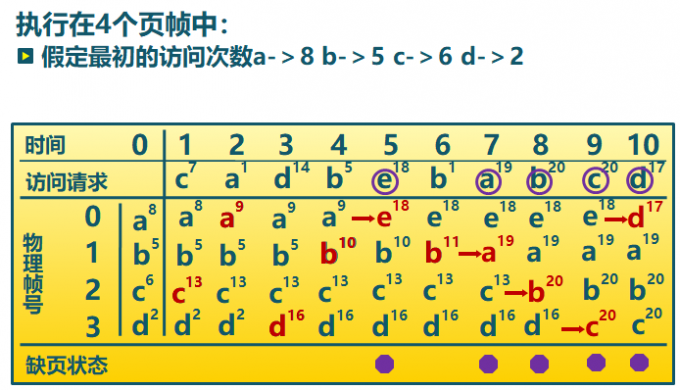 执行在4个页帧中：
假定最初的访问次数a->8 b->5 c->6 d->2
时间 0 1 2 3 4 5 6 7 8 9 10
访问请求 c⁷ a¹ d¹⁴ b⁵ e¹⁸ b¹ a¹⁹ b²⁰ c²⁰ d¹⁷
物理帧号
0 a⁸ a⁸ a⁹ a⁹ a⁹→e¹⁸ e¹⁸ e¹⁸ e¹⁸ e¹⁸→d¹⁷
1 b⁵ b⁵ b⁵ b⁵ b¹⁰ b¹⁰ b¹¹→a¹⁹ a¹⁹ a¹⁹ a¹⁹
2 c⁶ c¹³ c¹³ c¹³ c¹³ c¹³ c¹³ c¹³→b²⁰ b²⁰ b²⁰
3 d² d² d² d¹⁶ d¹⁶ d¹⁶ d¹⁶ d¹⁶ d¹⁶→c²⁰ c²⁰
缺页状态